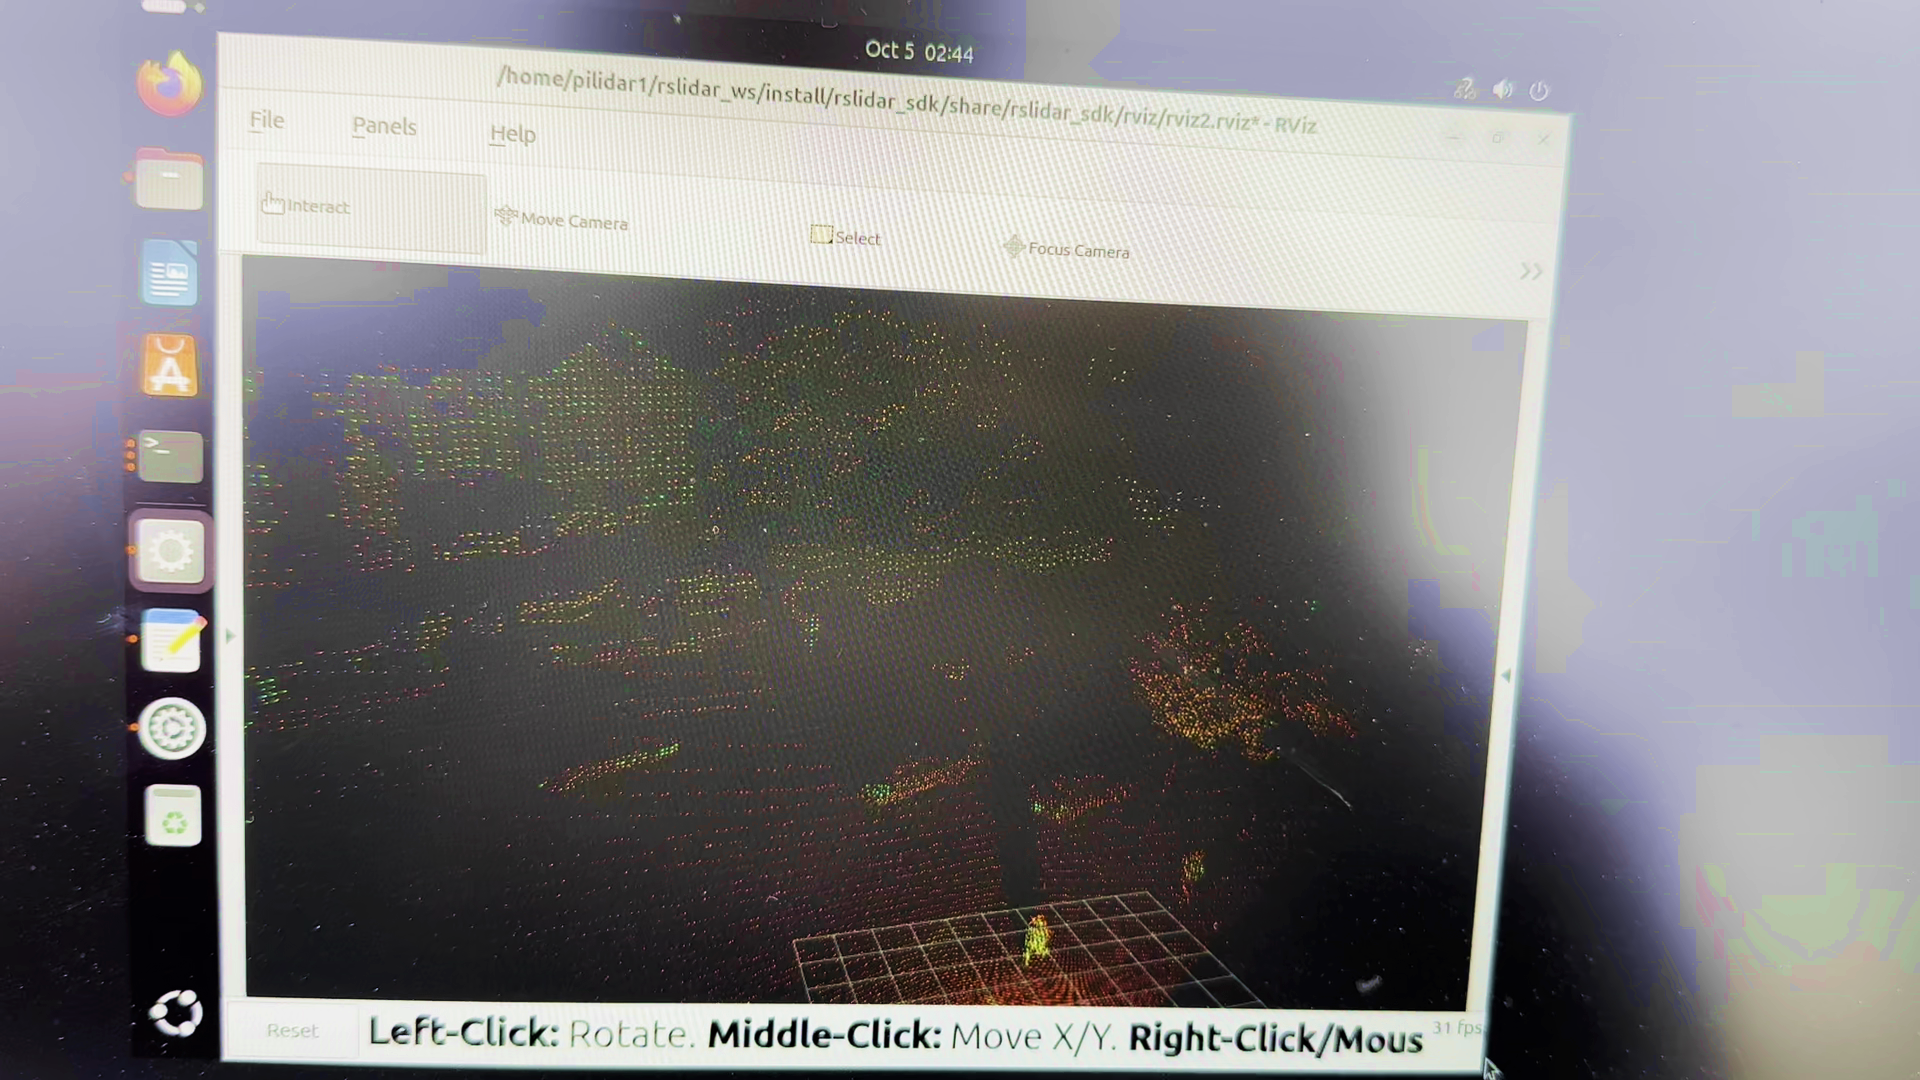 Oct 5 02:44
/home/pilidar1/rslidar_ws/install/rslidar_sdk/share/rslidar_sdk/rviz/rviz2.rviz* - RViz
File Panels Help
Interact Move Camera Select Focus Camera
Reset Left-Click: Rotate. Middle-Click: Move X/Y. Right-Click/Mous 31 fps